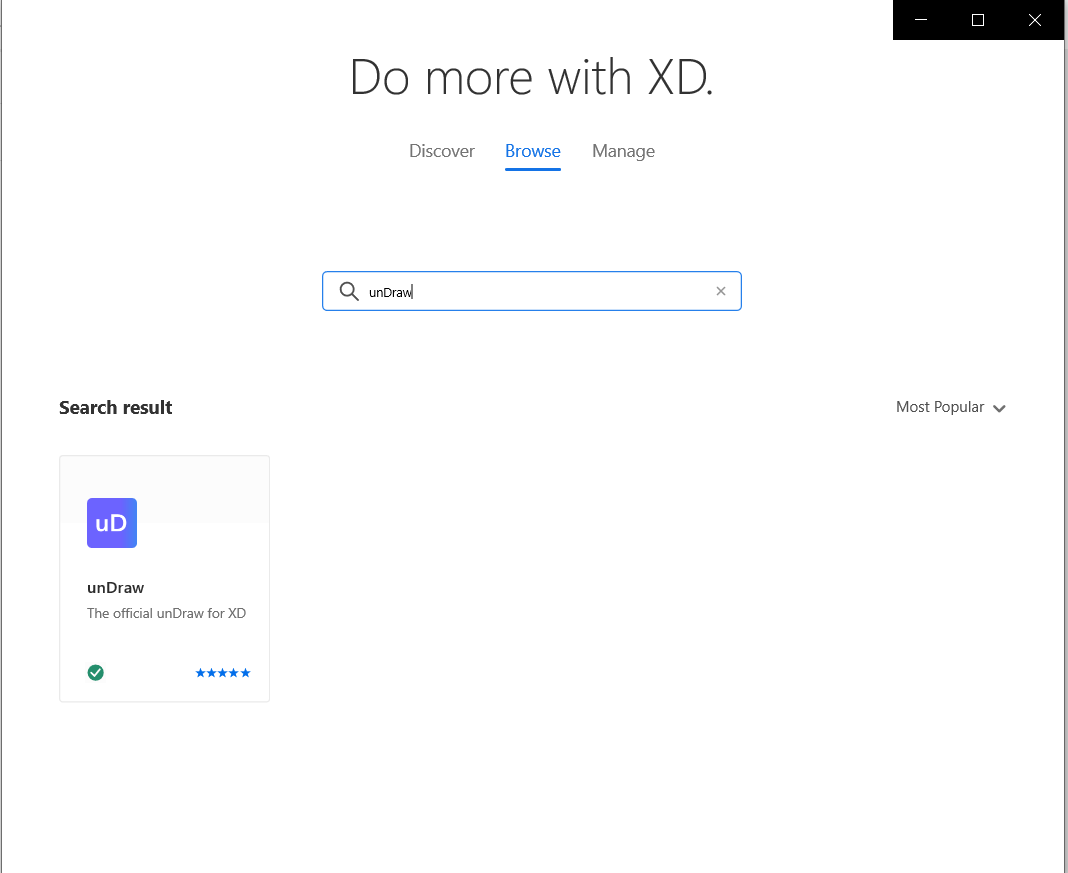 Do more with XD.
Discover Browse Manage
unDraw
Search result
Most Popular
uD
unDraw
The official unDraw for XD